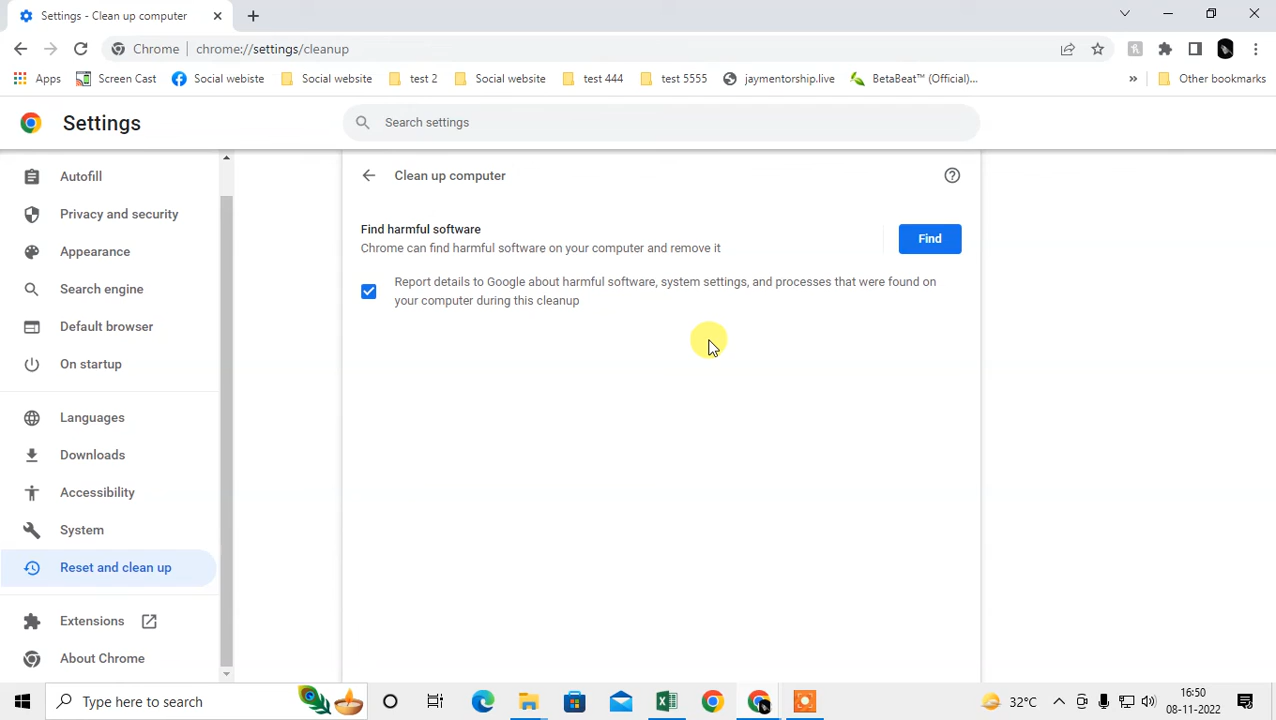 Settings - Clean up computer
Chrome
chrome://settings/cleanup
Apps
Screen Cast
Social webiste
Social website
test 2
Social website
test 444
test 5555
jaymentorship.live
BetaBeat™ (Official)...
»
Other bookmarks
Settings
Search settings
Autofill
Privacy and security
Appearance
Search engine
Default browser
On startup
Languages
Downloads
Accessibility
System
Reset and clean up
Extensions
About Chrome
Clean up computer
Find harmful software
Chrome can find harmful software on your computer and remove it
Find
Report details to Google about harmful software, system settings, and processes that were found on
your computer during this cleanup
Type here to search
32°C
16:50
08-11-2022